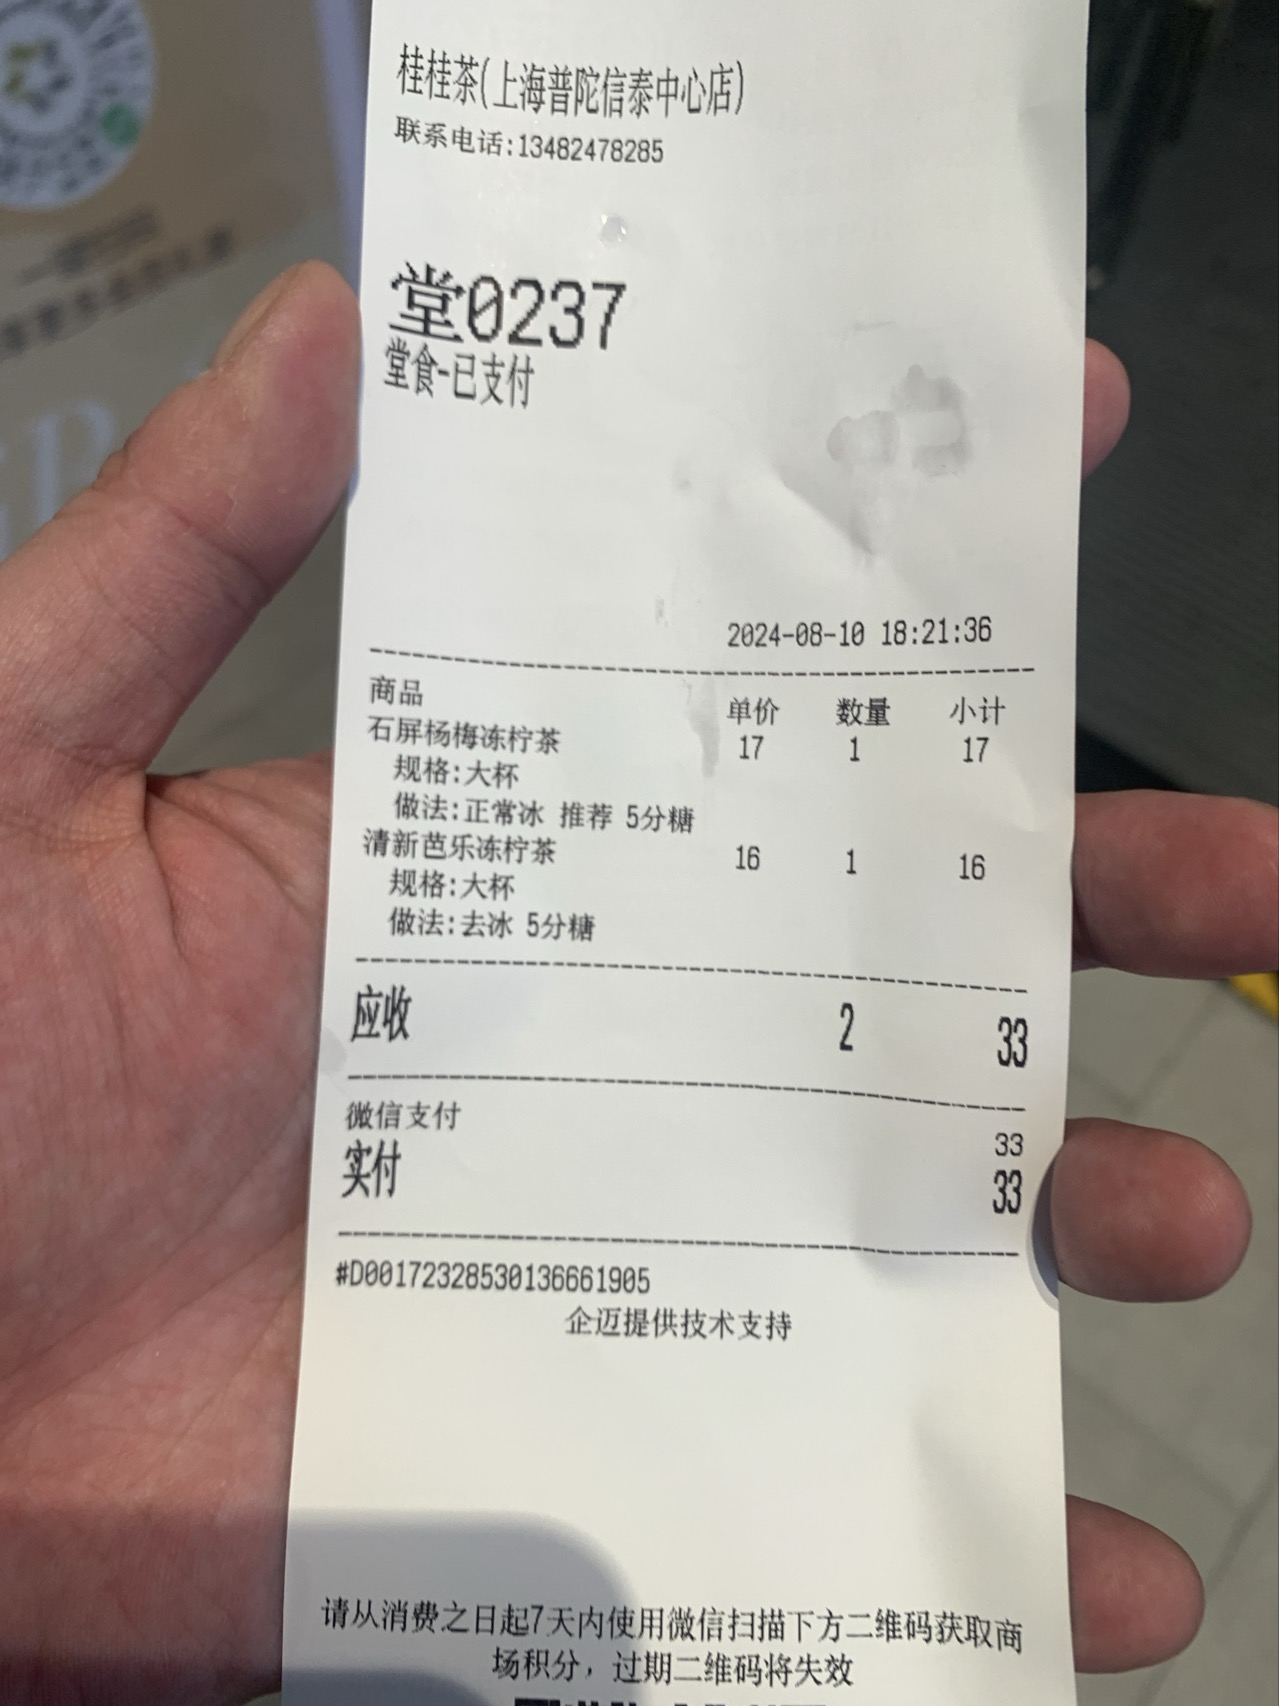 桂桂茶(上海普陀信泰中心店)
联系电话:13482478285
堂0237
堂食-已支付
2024-08-10 18:21:36
商品 单价 数量 小计
石屏杨梅冻柠茶 17 1 17
规格:大杯
做法:正常冰 推荐 5分糖
清新芭乐冻柠茶 16 1 16
规格:大杯
做法:去冰 5分糖
应收 2 33
微信支付 33
实付 33
#D001723285301366​61905
企迈提供技术支持
请从消费之日起7天内使用微信扫描下方二维码获取商
场积分，过期二维码将失效